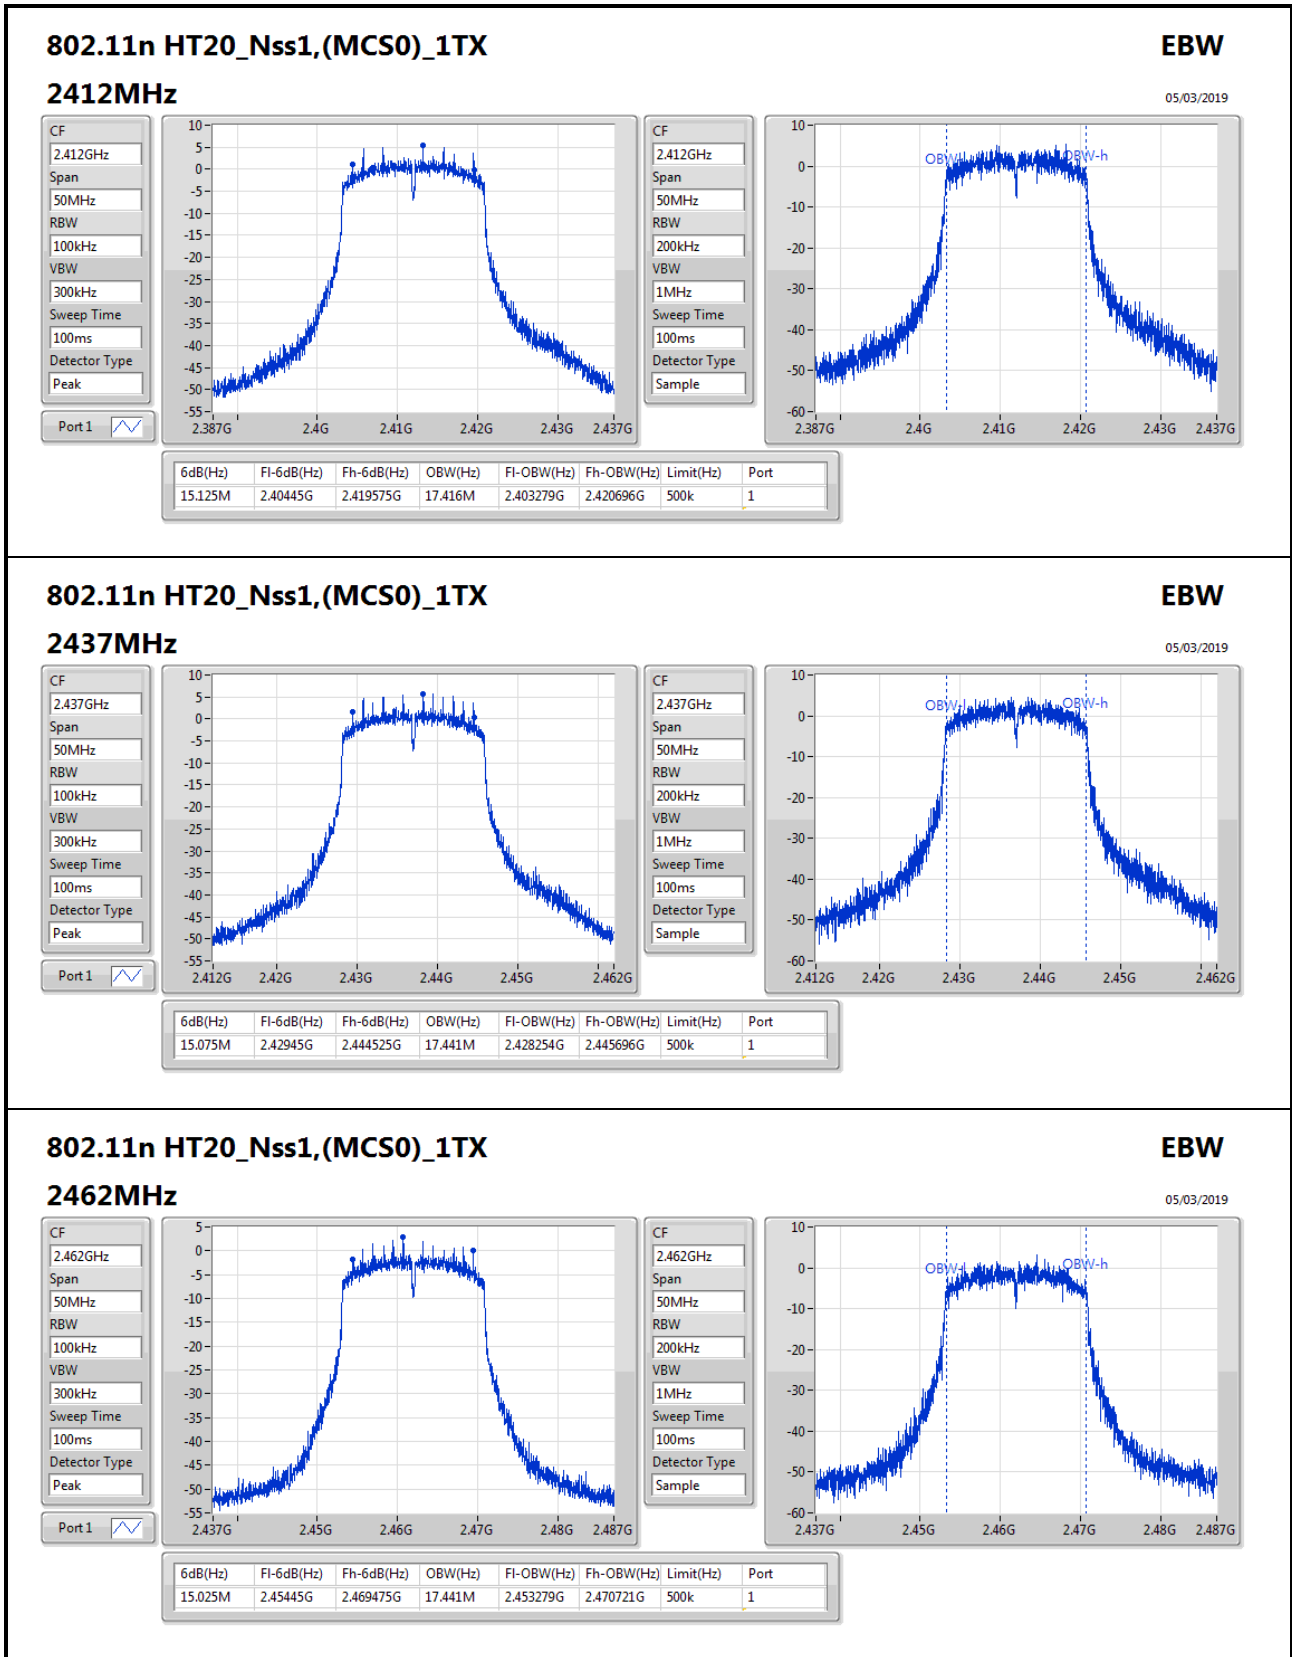 802.11n HT20_Nss1,(MCS0)_1TX EBW
2412MHz 05/03/2019
CF
2.412GHz
Span
50MHz
RBW
100kHz
VBW
300kHz
Sweep Time
100ms
Detector Type
Peak
Port 1
10
5
0
-5
-10
-15
-20
-25
-30
-35
-40
-45
-50
-55
2.387G 2.4G 2.41G 2.42G 2.43G 2.437G
CF
2.412GHz
Span
50MHz
RBW
200kHz
VBW
1MHz
Sweep Time
100ms
Detector Type
Sample
10
0
-10
-20
-30
-40
-50
-60
OBW-l OBW-h
2.387G 2.4G 2.41G 2.42G 2.43G 2.437G
6dB(Hz) Fl-6dB(Hz) Fh-6dB(Hz) OBW(Hz) Fl-OBW(Hz) Fh-OBW(Hz) Limit(Hz) Port
15.125M 2.40445G 2.419575G 17.416M 2.403279G 2.420696G 500k 1
802.11n HT20_Nss1,(MCS0)_1TX EBW
2437MHz 05/03/2019
CF
2.437GHz
Span
50MHz
RBW
100kHz
VBW
300kHz
Sweep Time
100ms
Detector Type
Peak
Port 1
10
5
0
-5
-10
-15
-20
-25
-30
-35
-40
-45
-50
-55
2.412G 2.42G 2.43G 2.44G 2.45G 2.462G
CF
2.437GHz
Span
50MHz
RBW
200kHz
VBW
1MHz
Sweep Time
100ms
Detector Type
Sample
10
0
-10
-20
-30
-40
-50
-60
OBW-l OBW-h
2.412G 2.42G 2.43G 2.44G 2.45G 2.462G
6dB(Hz) Fl-6dB(Hz) Fh-6dB(Hz) OBW(Hz) Fl-OBW(Hz) Fh-OBW(Hz) Limit(Hz) Port
15.075M 2.42945G 2.444525G 17.441M 2.428254G 2.445696G 500k 1
802.11n HT20_Nss1,(MCS0)_1TX EBW
2462MHz 05/03/2019
CF
2.462GHz
Span
50MHz
RBW
100kHz
VBW
300kHz
Sweep Time
100ms
Detector Type
Peak
Port 1
5
0
-5
-10
-15
-20
-25
-30
-35
-40
-45
-50
-55
2.437G 2.45G 2.46G 2.47G 2.48G 2.487G
CF
2.462GHz
Span
50MHz
RBW
200kHz
VBW
1MHz
Sweep Time
100ms
Detector Type
Sample
10
0
-10
-20
-30
-40
-50
-60
OBW-l OBW-h
2.437G 2.45G 2.46G 2.47G 2.48G 2.487G
6dB(Hz) Fl-6dB(Hz) Fh-6dB(Hz) OBW(Hz) Fl-OBW(Hz) Fh-OBW(Hz) Limit(Hz) Port
15.025M 2.45445G 2.469475G 17.441M 2.453279G 2.470721G 500k 1